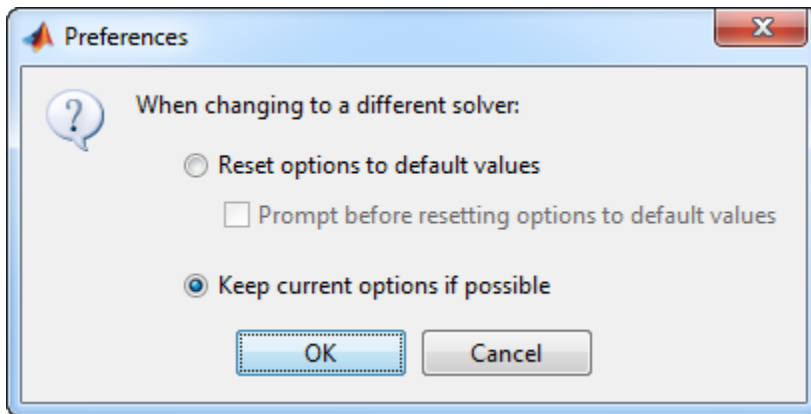 Preferences
When changing to a different solver:
Reset options to default values
Prompt before resetting options to default values
Keep current options if possible
OK
Cancel